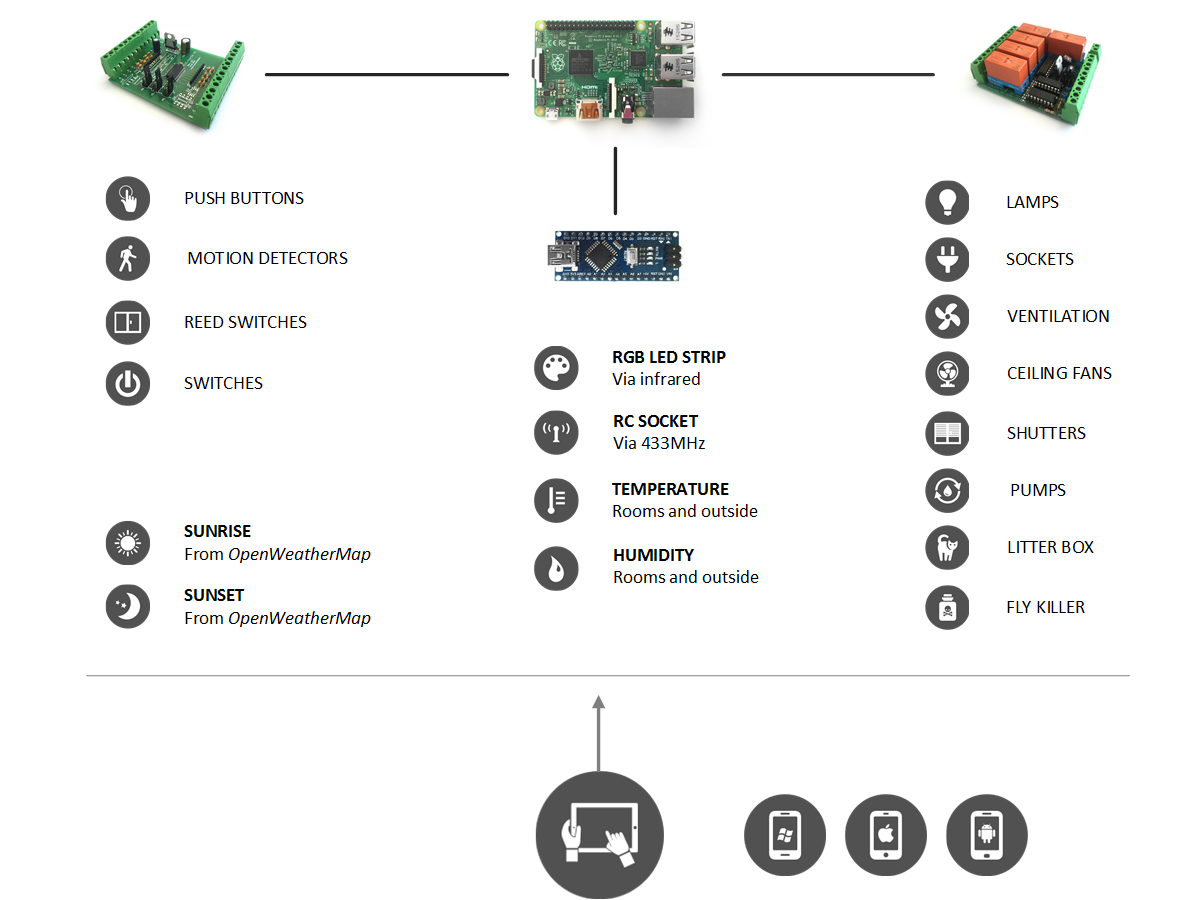 HDMI
PUSH BUTTONS
MOTION DETECTORS
REED SWITCHES
SWITCHES
SUNRISE
From OpenWeatherMap
SUNSET
From OpenWeatherMap
RGB LED STRIP
Via infrared
RC SOCKET
Via 433MHz
TEMPERATURE
Rooms and outside
HUMIDITY
Rooms and outside
LAMPS
SOCKETS
VENTILATION
CEILING FANS
SHUTTERS
PUMPS
LITTER BOX
FLY KILLER